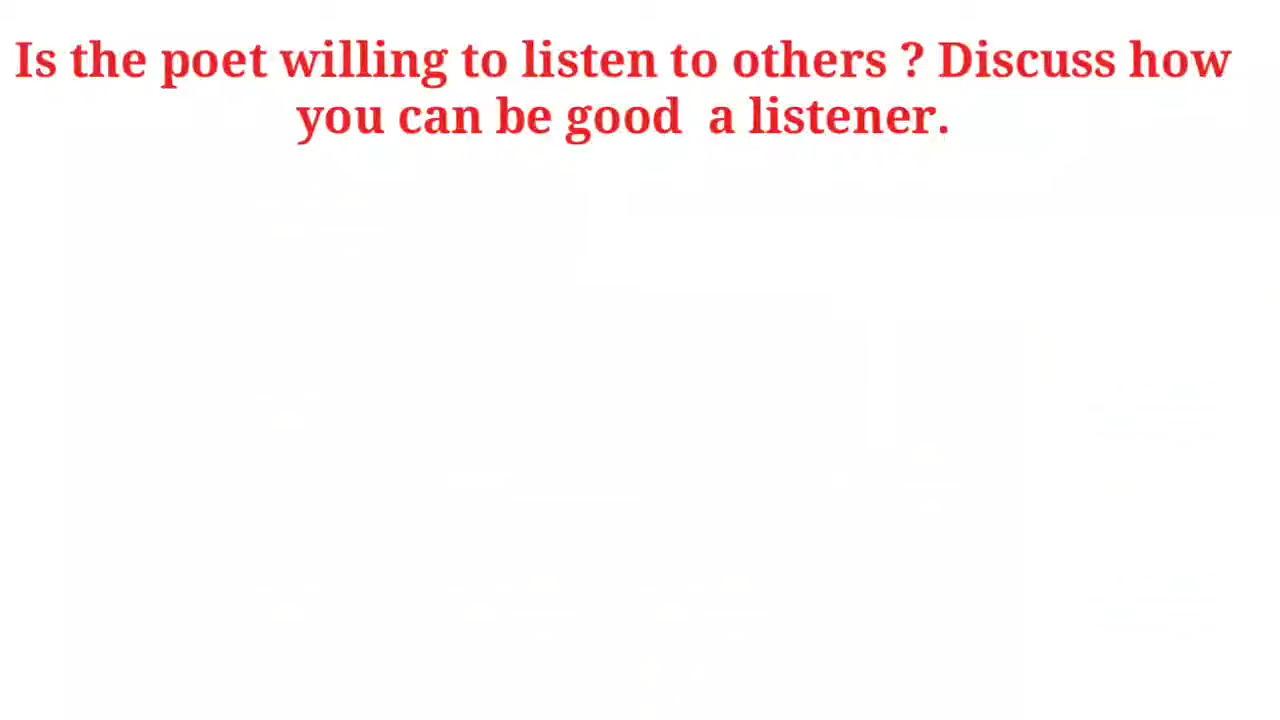 Is the poet willing to listen to others ? Discuss how
you can be good  a listener.